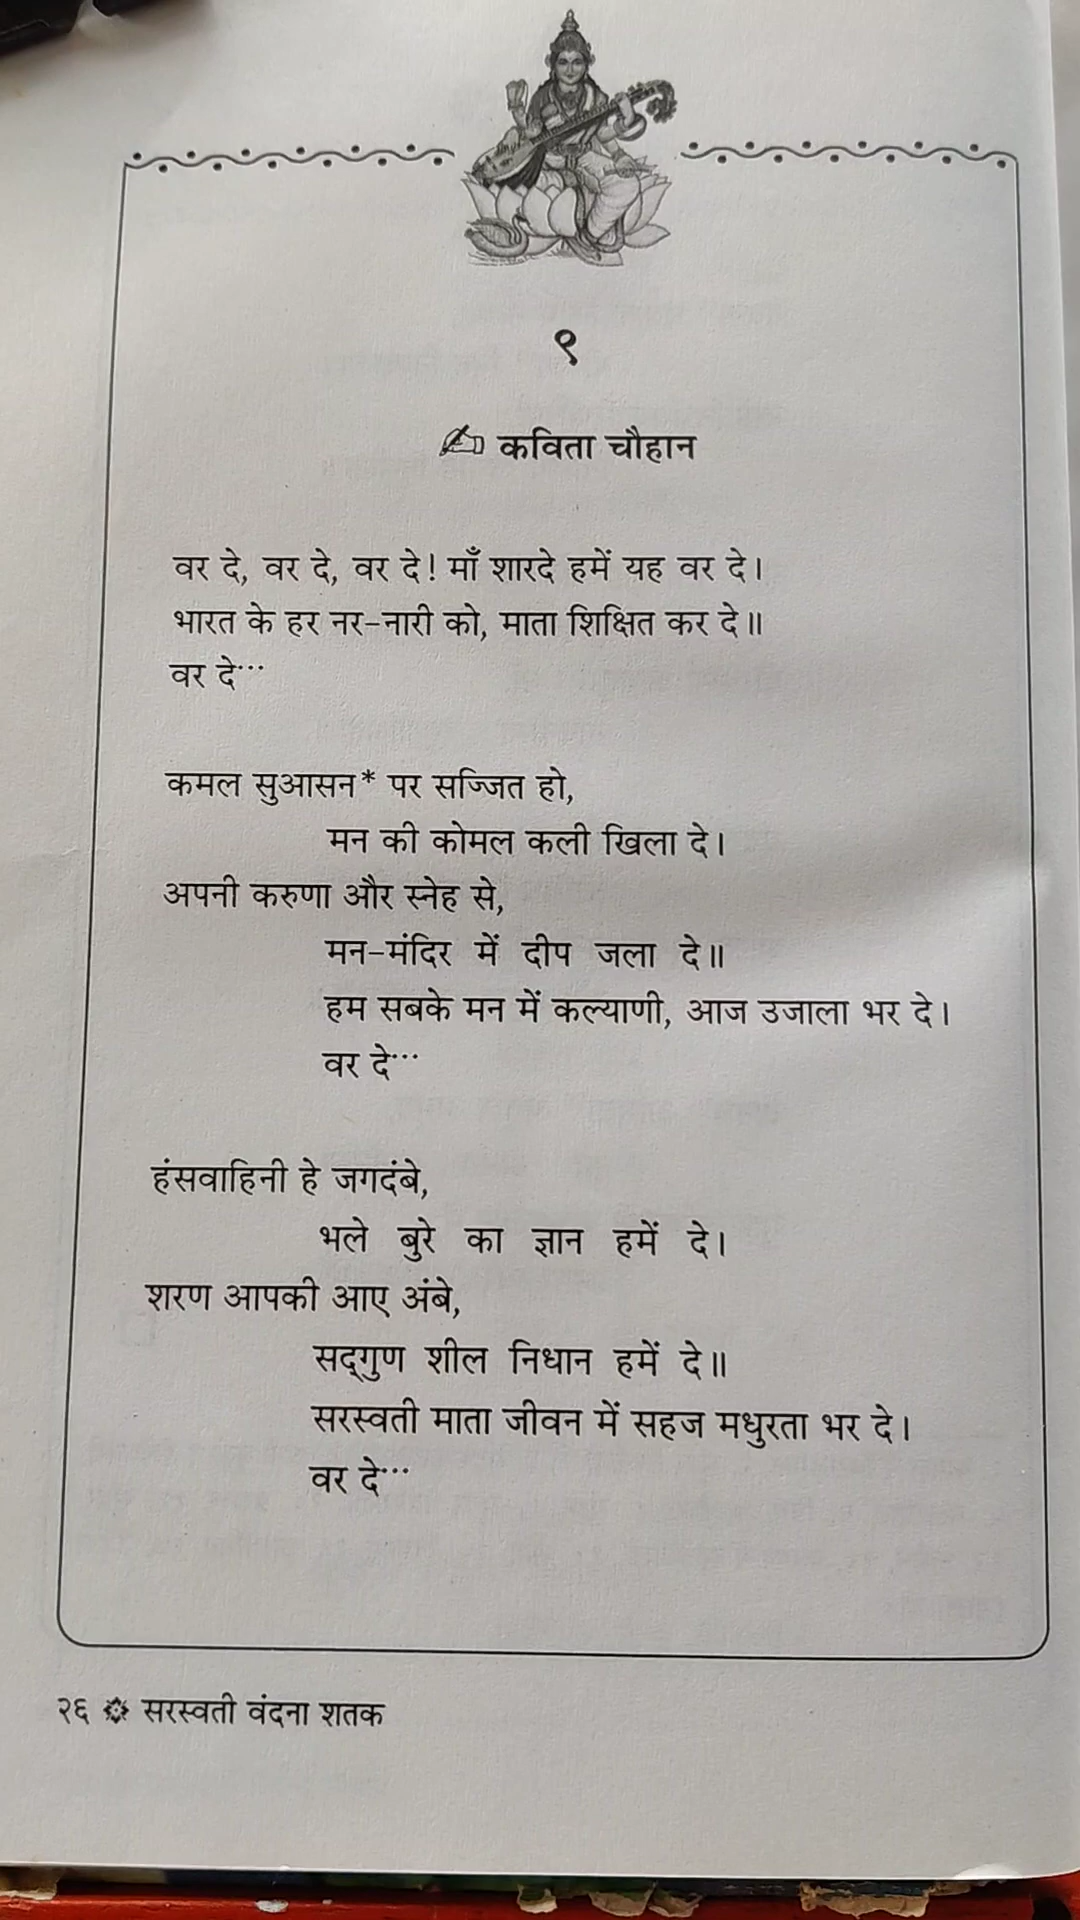 ९
कविता चौहान
वर दे, वर दे, वर दे! माँ शारदे हमें यह वर दे।
भारत के हर नर-नारी को, माता शिक्षित कर दे॥
वर दे···
कमल सुआसन* पर सज्जित हो,
मन की कोमल कली खिला दे।
अपनी करुणा और स्नेह से,
मन-मंदिर में दीप जला दे॥
हम सबके मन में कल्याणी, आज उजाला भर दे।
वर दे···
हंसवाहिनी हे जगदंबे,
भले बुरे का ज्ञान हमें दे।
शरण आपकी आए अंबे,
सद्‌गुण शील निधान हमें दे॥
सरस्वती माता जीवन में सहज मधुरता भर दे।
वर दे···
२६ सरस्वती वंदना शतक